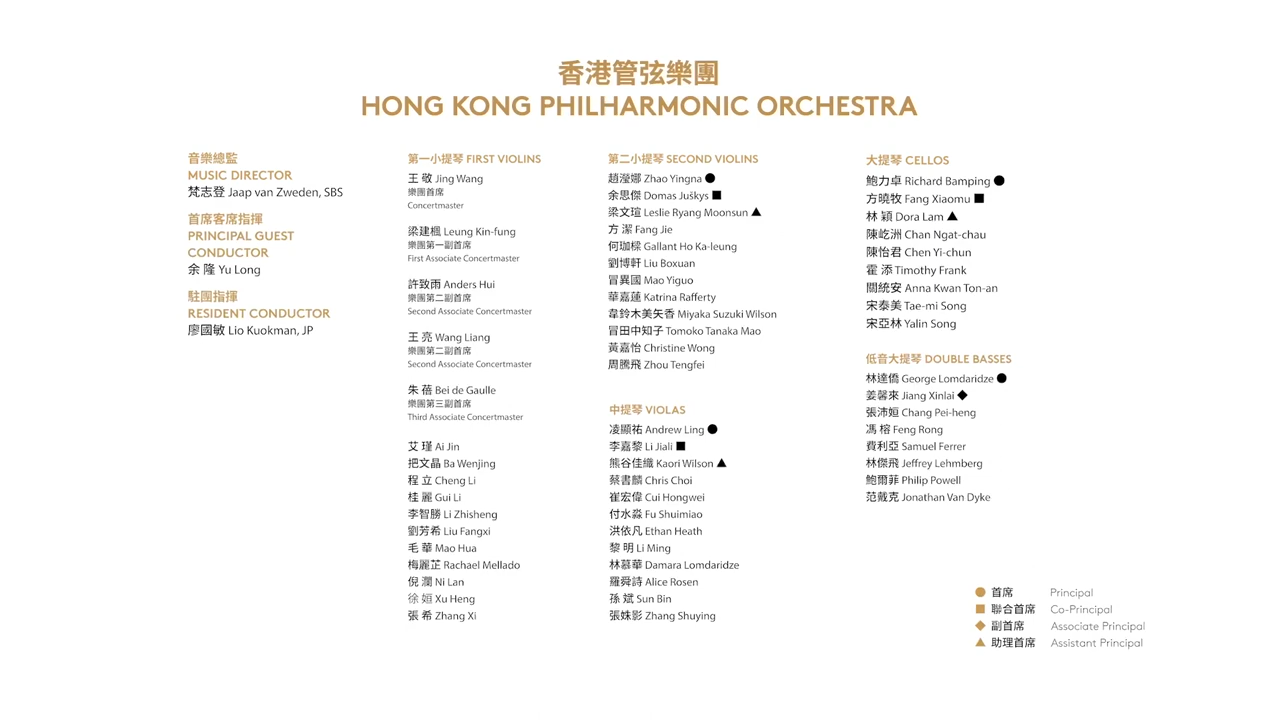 香港管弦樂團
HONG KONG PHILHARMONIC ORCHESTRA
音樂總監
MUSIC DIRECTOR
梵志登 Jaap van Zweden, SBS
首席客席指揮
PRINCIPAL GUEST
CONDUCTOR
余 隆 Yu Long
駐團指揮
RESIDENT CONDUCTOR
廖國敏 Lio Kuokman, JP
第一小提琴 FIRST VIOLINS
王 敬 Jing Wang
樂團首席
Concertmaster
梁建楓 Leung Kin-fung
樂團第一副首席
First Associate Concertmaster
許致雨 Anders Hui
樂團第二副首席
Second Associate Concertmaster
王 亮 Wang Liang
樂團第二副首席
Second Associate Concertmaster
朱 蓓 Bei de Gaulle
樂團第三副首席
Third Associate Concertmaster
艾 瑾 Ai Jin
把文晶 Ba Wenjing
程 立 Cheng Li
桂 麗 Gui Li
李智勝 Li Zhisheng
劉芳希 Liu Fangxi
毛 華 Mao Hua
梅麗芷 Rachael Mellado
倪 瀾 Ni Lan
徐 姮 Xu Heng
張 希 Zhang Xi
第二小提琴 SECOND VIOLINS
趙瀅娜 Zhao Yingna ●
余思傑 Domas Juškys ■
梁文瑄 Leslie Ryang Moonsun ▲
方 潔 Fang Jie
何珈樑 Gallant Ho Ka-leung
劉博軒 Liu Boxuan
冒異國 Mao Yiguo
華嘉蓮 Katrina Rafferty
韋鈴木美矢香 Miyaka Suzuki Wilson
冒田中知子 Tomoko Tanaka Mao
黃嘉怡 Christine Wong
周騰飛 Zhou Tengfei
中提琴 VIOLAS
凌顯祐 Andrew Ling ●
李嘉黎 Li Jiali ■
熊谷佳織 Kaori Wilson ▲
蔡書麟 Chris Choi
崔宏偉 Cui Hongwei
付水淼 Fu Shuimiao
洪依凡 Ethan Heath
黎 明 Li Ming
林慕華 Damara Lomdaridze
羅舜詩 Alice Rosen
孫 斌 Sun Bin
張姝影 Zhang Shuying
大提琴 CELLOS
鮑力卓 Richard Bamping ●
方曉牧 Fang Xiaomu ■
林 穎 Dora Lam ▲
陳屹洲 Chan Ngat-chau
陳怡君 Chen Yi-chun
霍 添 Timothy Frank
關統安 Anna Kwan Ton-an
宋泰美 Tae-mi Song
宋亞林 Yalin Song
低音大提琴 DOUBLE BASSES
林達僑 George Lomdaridze ●
姜馨來 Jiang Xinlai ◆
張沛姮 Chang Pei-heng
馮 榕 Feng Rong
費利亞 Samuel Ferrer
林傑飛 Jeffrey Lehmberg
鮑爾菲 Philip Powell
范戴克 Jonathan Van Dyke
● 首席 Principal
■ 聯合首席 Co-Principal
◆ 副首席 Associate Principal
▲ 助理首席 Assistant Principal